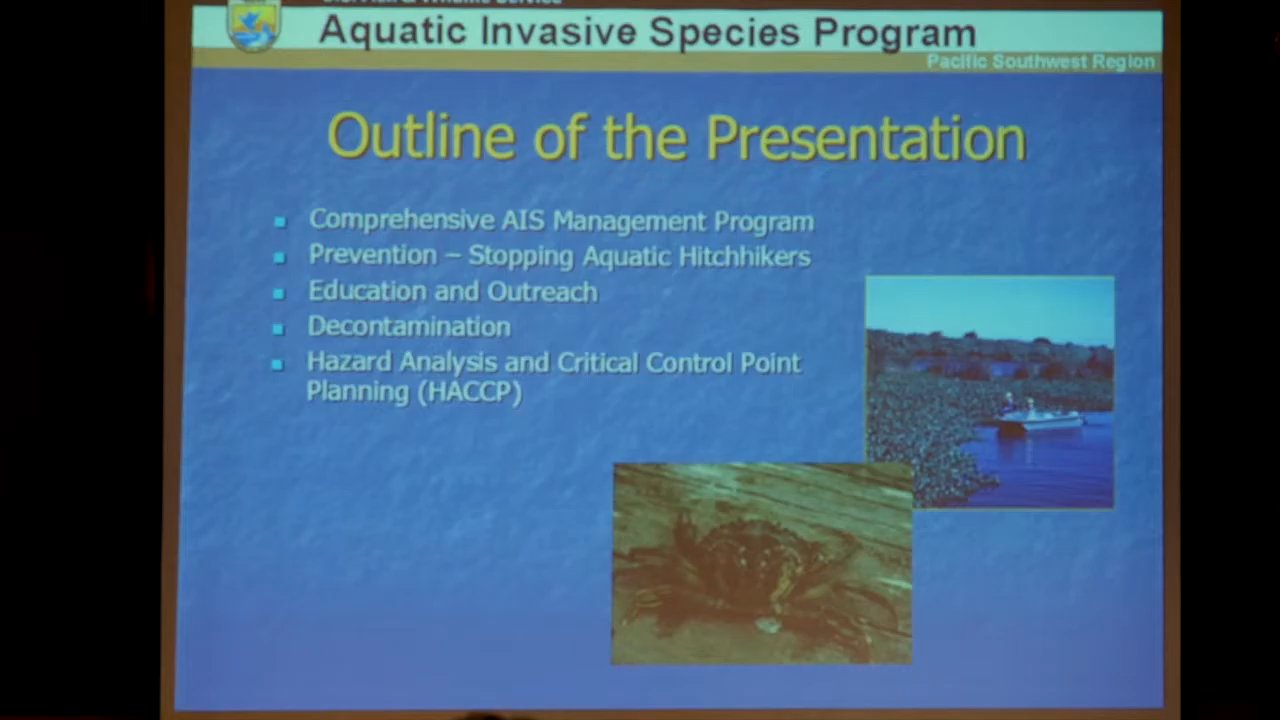 Aquatic Invasive Species Program
Pacific Southwest Region
Outline of the Presentation
Comprehensive AIS Management Program
Prevention – Stopping Aquatic Hitchhikers
Education and Outreach
Decontamination
Hazard Analysis and Critical Control Point
Planning (HACCP)